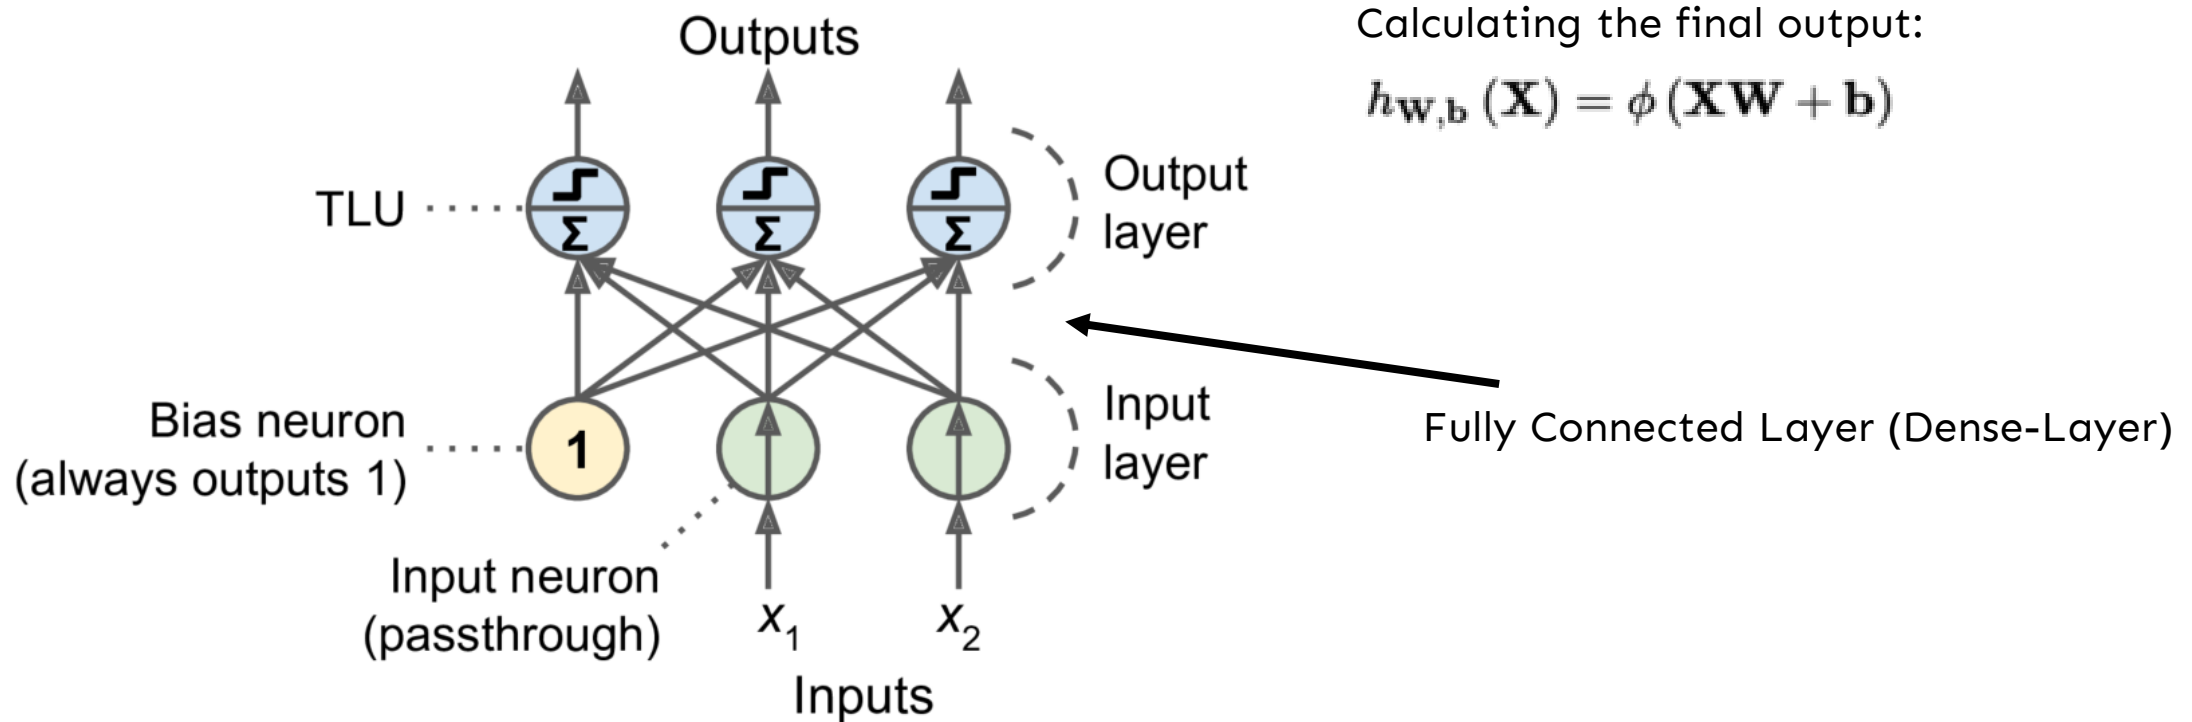 Outputs
Calculating the final output:
h_W,b (X) = ϕ (XW + b)
TLU
Σ
Σ
Σ
Output
layer
Bias neuron
(always outputs 1)
1
Input
layer
Fully Connected Layer (Dense-Layer)
Input neuron
(passthrough)
x1
x2
Inputs